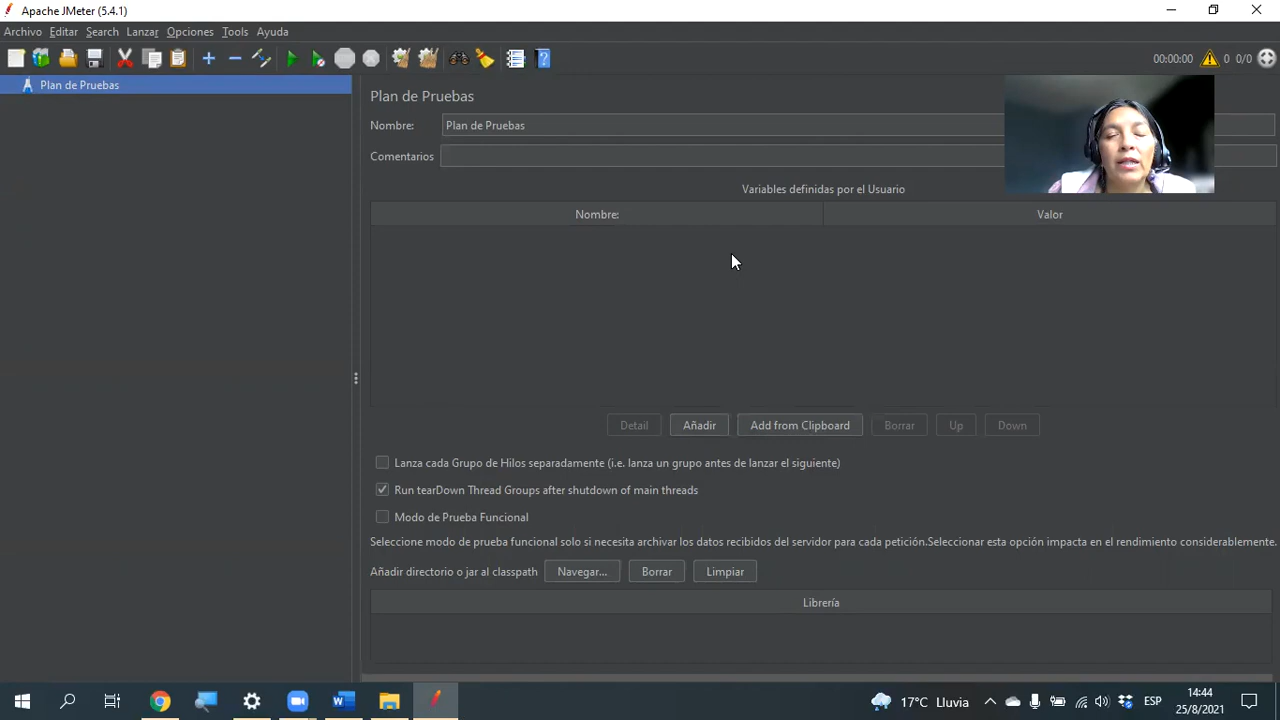 Apache JMeter (5.4.1)
Archivo Editar Search Lanzar Opciones Tools Ayuda
00:00:00 0 0/0
Plan de Pruebas
Plan de Pruebas
Nombre: Plan de Pruebas
Comentarios
Variables definidas por el Usuario
Nombre: Valor
Detail Añadir Add from Clipboard Borrar Up Down
Lanza cada Grupo de Hilos separadamente (i.e. lanza un grupo antes de lanzar el siguiente)
Run tearDown Thread Groups after shutdown of main threads
Modo de Prueba Funcional
Seleccione modo de prueba funcional solo si necesita archivar los datos recibidos del servidor para cada petición.Seleccionar esta opción impacta en el rendimiento considerablemente.
Añadir directorio o jar al classpath Navegar... Borrar Limpiar
Librería
17°C Lluvia ESP 14:44
25/8/2021